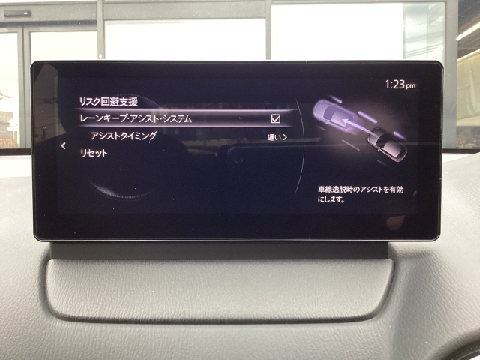 1:23pm
リスク回避支援
レーンキープ・アシスト・システム
アシストタイミング
遅い
リセット
車線逸脱時のアシストを有効
にします。